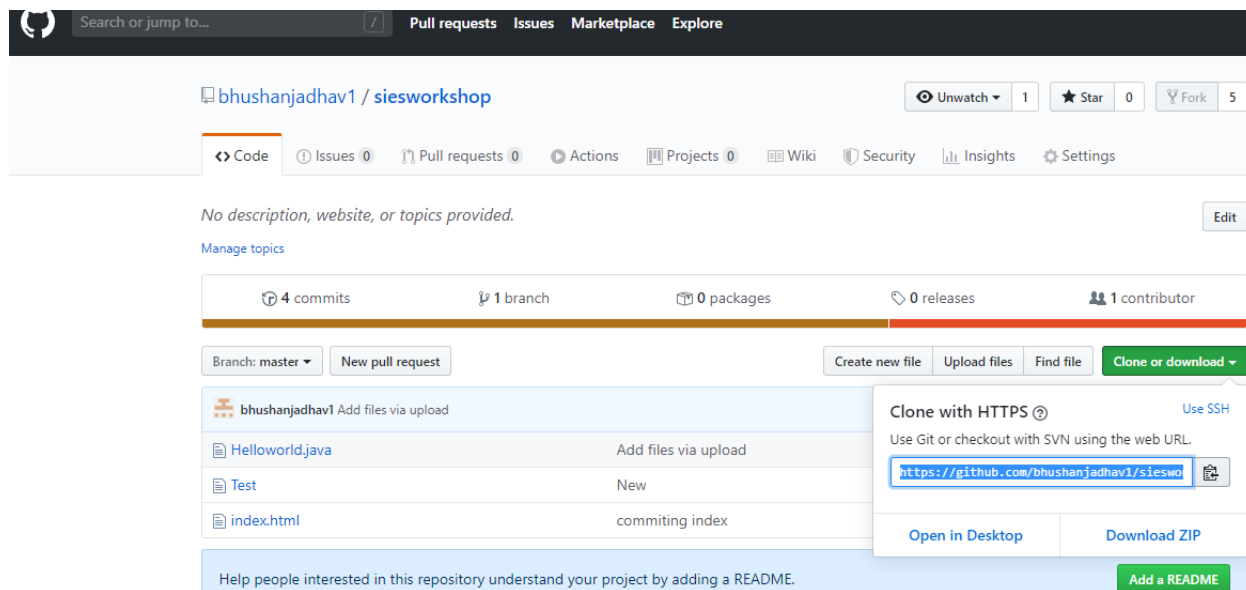 Search or jump to... / Pull requests Issues Marketplace Explore
bhushanjadhav1 / siesworkshop Unwatch 1 Star 0 Fork 5
<> Code Issues 0 Pull requests 0 Actions Projects 0 Wiki Security Insights Settings
No description, website, or topics provided. Edit
Manage topics
4 commits 1 branch 0 packages 0 releases 1 contributor
Branch: master New pull request Create new file Upload files Find file Clone or download
bhushanjadhav1 Add files via upload
Helloworld.java Add files via upload
Test New
index.html commiting index
Clone with HTTPS Use SSH
Use Git or checkout with SVN using the web URL.
https://github.com/bhushanjadhav1/sieswo
Open in Desktop Download ZIP
Help people interested in this repository understand your project by adding a README. Add a README